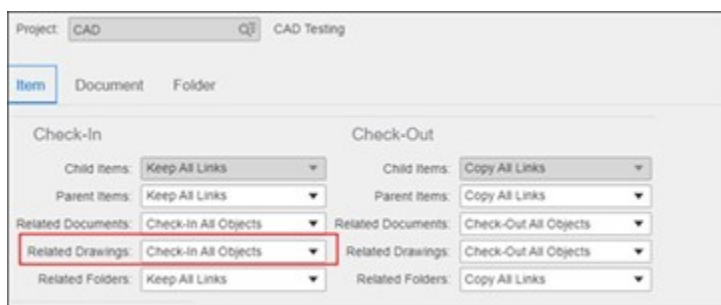 Project: CAD CAD Testing
Item Document Folder
Check-In Check-Out
Child Items: Keep All Links Child Items: Copy All Links
Parent Items: Keep All Links Parent Items: Copy All Links
Related Documents: Check-In All Objects Related Documents: Check-Out All Objects
Related Drawings: Check-In All Objects Related Drawings: Check-Out All Objects
Related Folders: Keep All Links Related Folders: Copy All Links